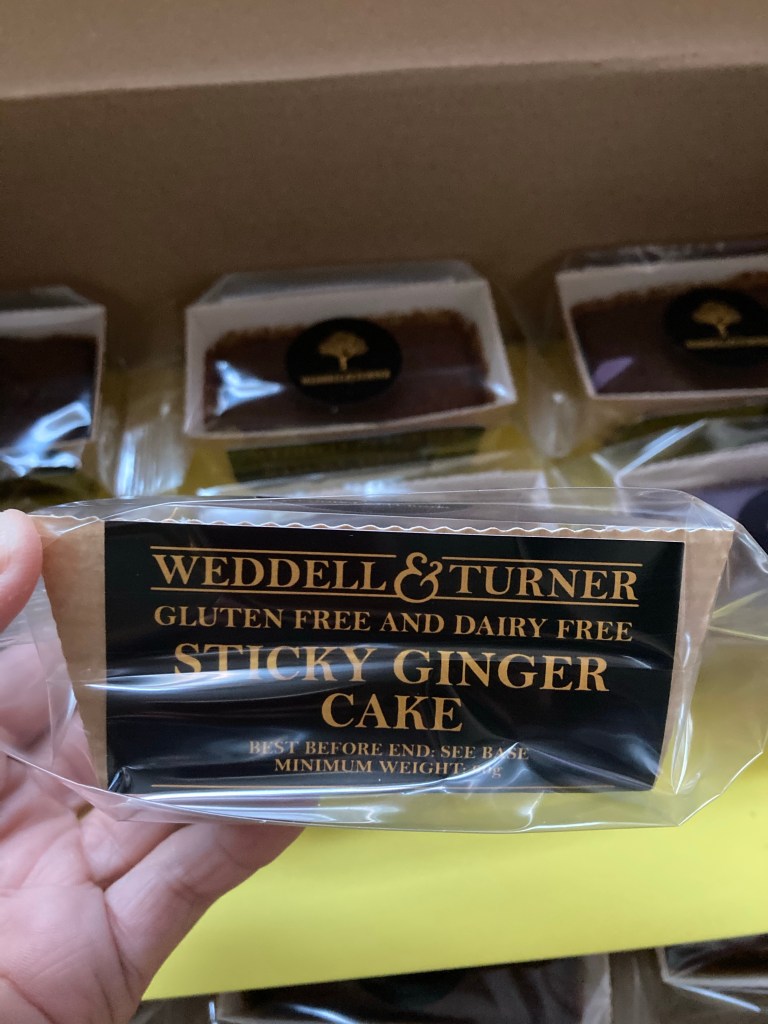 WEDDELL & TURNER
GLUTEN FREE AND DAIRY FREE
STICKY GINGER
CAKE
BEST BEFORE END: SEE BASE
MINIMUM WEIGHT: